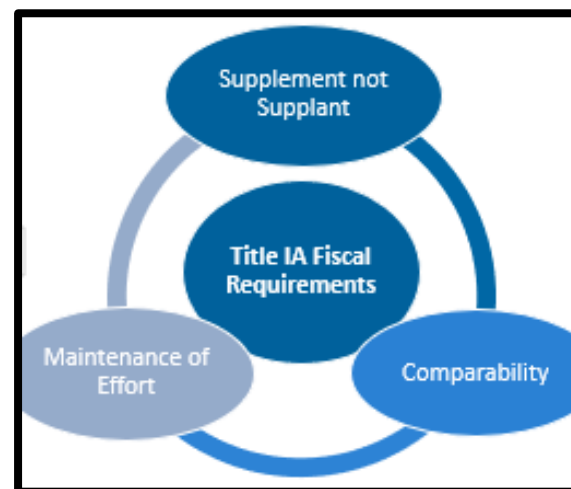 Supplement not
Supplant
Title IA Fiscal
Requirements
Maintenance of
Effort
Comparability